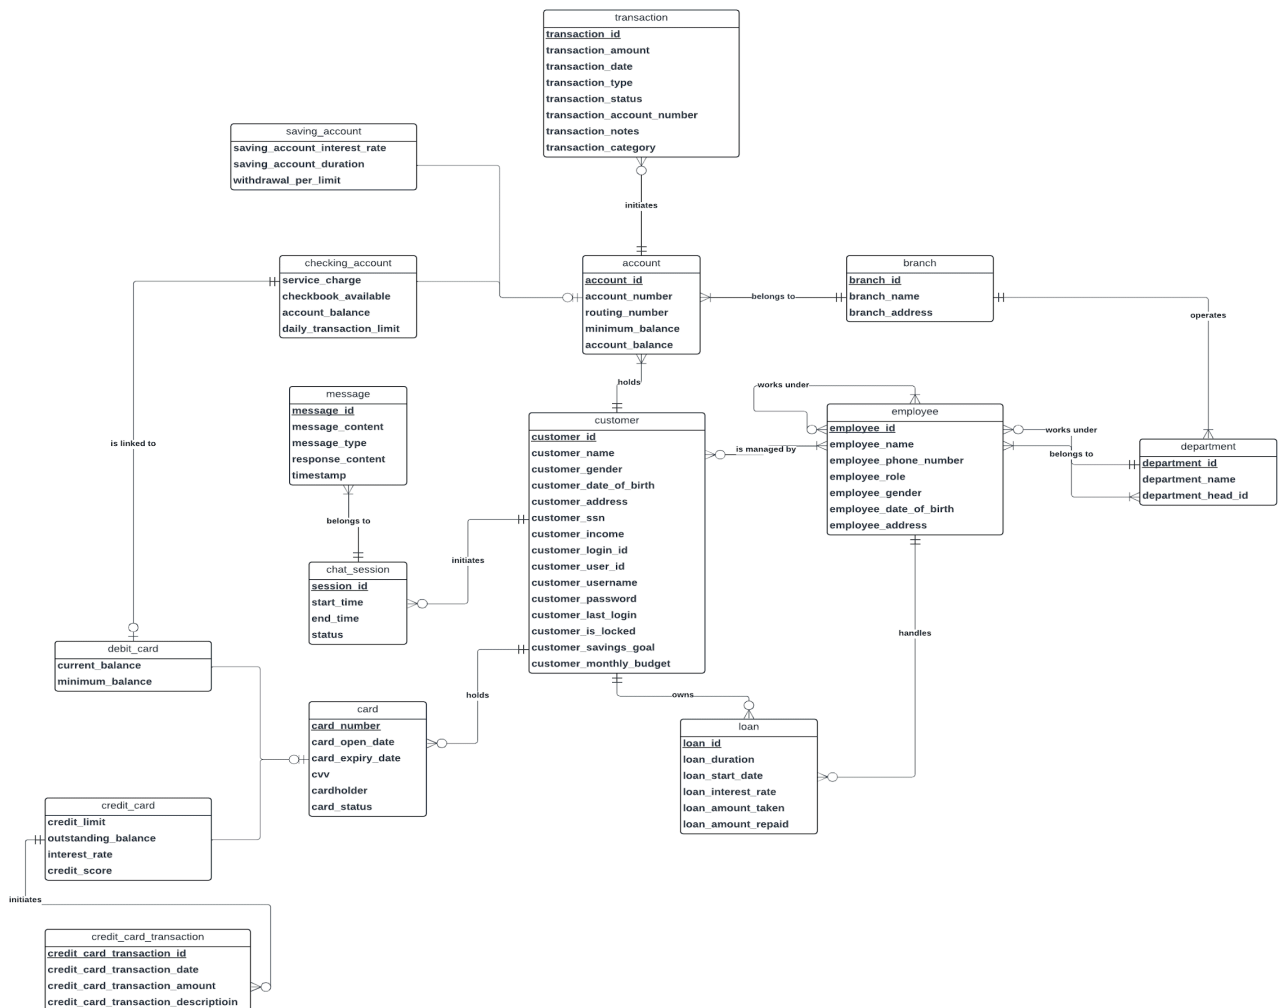 transaction
transaction_id
transaction_amount
transaction_date
transaction_type
transaction_status
transaction_account_number
transaction_notes
transaction_category
saving_account
saving_account_interest_rate
saving_account_duration
withdrawal_per_limit
initiates
checking_account
service_charge
checkbook_available
account_balance
daily_transaction_limit
account
account_id
account_number
routing_number
minimum_balance
account_balance
belongs to
branch
branch_id
branch_name
branch_address
operates
holds
works under
message
message_id
message_content
message_type
response_content
timestamp
customer
customer_id
customer_name
customer_gender
customer_date_of_birth
customer_address
customer_ssn
customer_income
customer_login_id
customer_user_id
customer_username
customer_password
customer_last_login
customer_is_locked
customer_savings_goal
customer_monthly_budget
is managed by
employee
employee_id
employee_name
employee_phone_number
employee_role
employee_gender
employee_date_of_birth
employee_address
works under
belongs to
department
department_id
department_name
department_head_id
is linked to
belongs to
initiates
chat_session
session_id
start_time
end_time
status
handles
debit_card
current_balance
minimum_balance
holds
owns
card
card_number
card_open_date
card_expiry_date
cvv
cardholder
card_status
loan
loan_id
loan_duration
loan_start_date
loan_interest_rate
loan_amount_taken
loan_amount_repaid
credit_card
credit_limit
outstanding_balance
interest_rate
credit_score
initiates
credit_card_transaction
credit_card_transaction_id
credit_card_transaction_date
credit_card_transaction_amount
credit_card_transaction_descriptioin